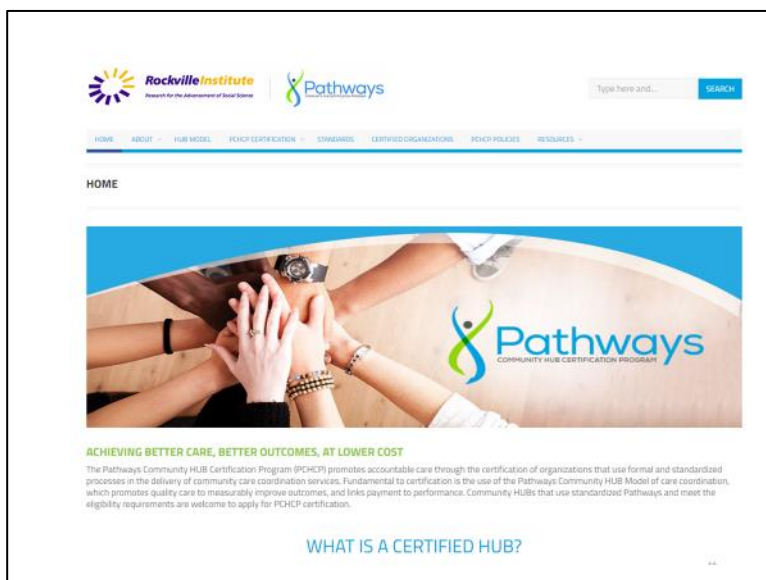 RockvilleInstitute
Research for the Advancement of Social Science
Pathways
COMMUNITY HUB CERTIFICATION PROGRAM
Type here and...
SEARCH
HOME
ABOUT
HUB MODEL
PCHCP CERTIFICATION
STANDARDS
CERTIFIED ORGANIZATIONS
PCHCP POLICIES
RESOURCES
HOME
Pathways
COMMUNITY HUB CERTIFICATION PROGRAM
ACHIEVING BETTER CARE, BETTER OUTCOMES, AT LOWER COST
The Pathways Community HUB Certification Program (PCHCP) promotes accountable care through the certification of organizations that use formal and standardized
processes in the delivery of community care coordination services. Fundamental to certification is the use of the Pathways Community HUB Model of care coordination,
which promotes quality care to measurably improve outcomes, and links payment to performance. Community HUBs that use standardized Pathways and meet the
eligibility requirements are welcome to apply for PCHCP certification.
WHAT IS A CERTIFIED HUB?